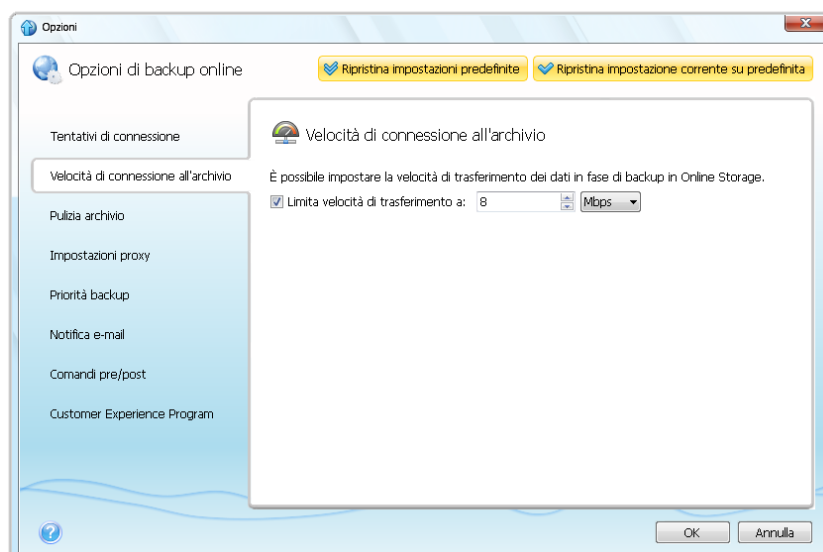 Opzioni
Opzioni di backup online
Ripristina impostazioni predefinite
Ripristina impostazione corrente su predefinita
Tentativi di connessione
Velocità di connessione all'archivio
Pulizia archivio
Impostazioni proxy
Priorità backup
Notifica e-mail
Comandi pre/post
Customer Experience Program
Velocità di connessione all'archivio
È possibile impostare la velocità di trasferimento dei dati in fase di backup in Online Storage.
Limita velocità di trasferimento a: 8 Mbps
OK Annulla